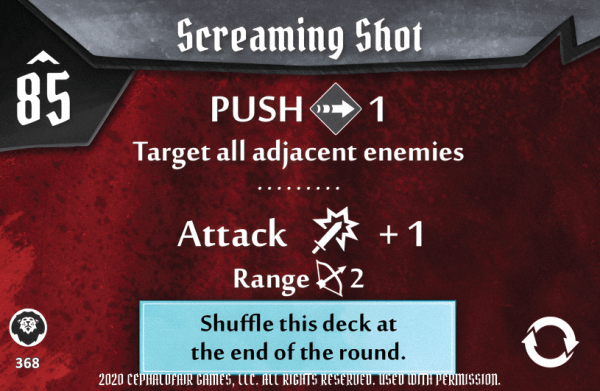 Screaming Shot
85
PUSH 1
Target all adjacent enemies
Attack + 1
Range 2
Shuffle this deck at
the end of the round.
368
2020 CEPHALOFAIR GAMES, LLC. ALL RIGHTS RESERVED. USED WITH PERMISSION.